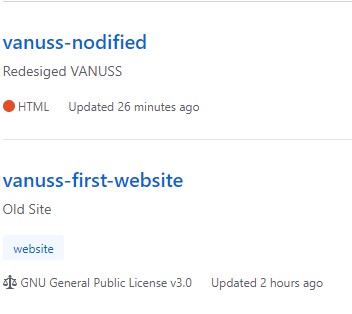 vanuss-nodified
Redesiged VANUSS
HTML Updated 26 minutes ago
vanuss-first-website
Old Site
website
GNU General Public License v3.0 Updated 2 hours ago